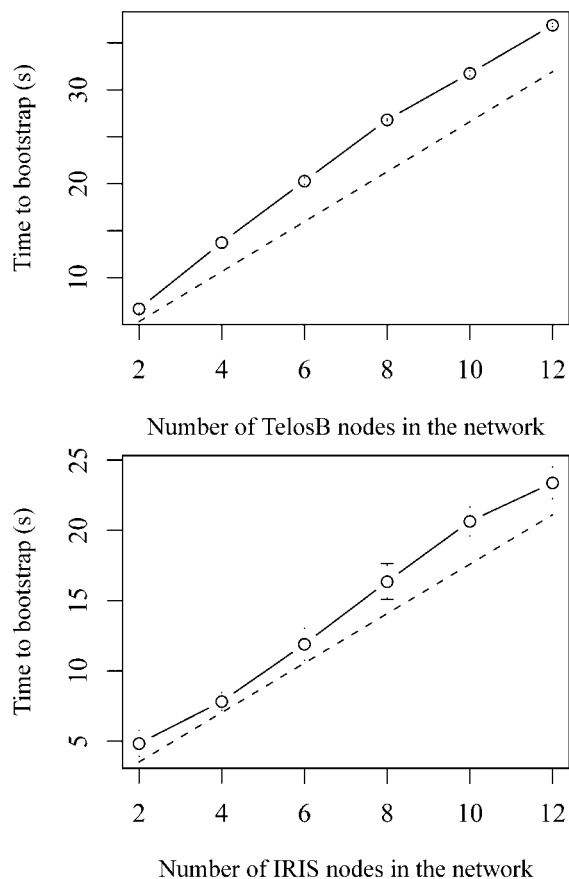 Time to bootstrap (s)
30
20
10
2 4 6 8 10 12
Number of TelosB nodes in the network
Time to bootstrap (s)
25
20
15
10
5
2 4 6 8 10 12
Number of IRIS nodes in the network